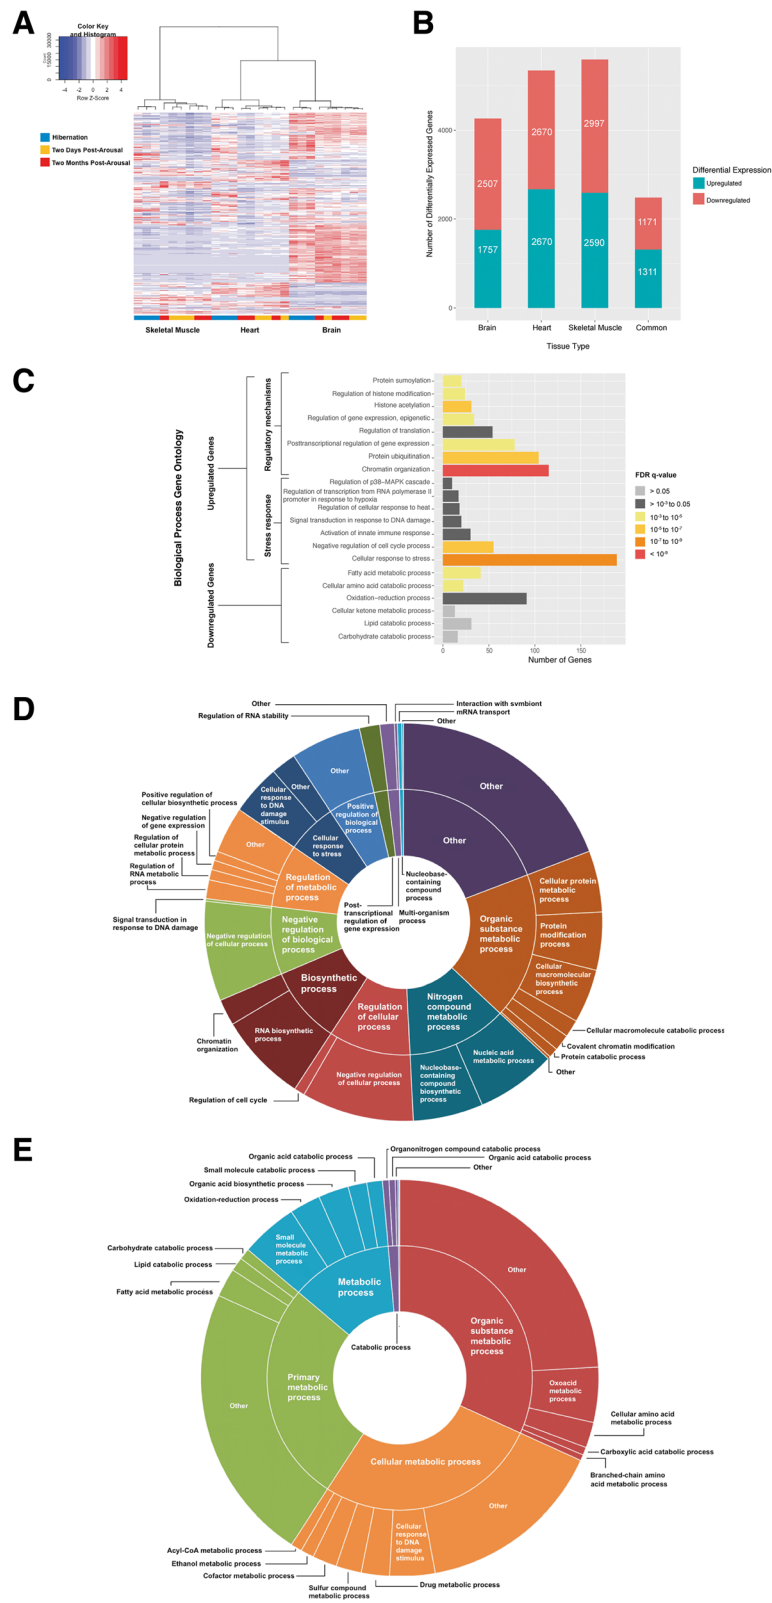 A
Color Key
and Histogram
Count
0 15000 30000
-4 -2 0 2 4
Row Z-Score
Hibernation
Two Days Post-Arousal
Two Months Post-Arousal
Skeletal Muscle Heart Brain
B
Number of Differentially Expressed Genes
4000
2000
0
2507
1757
2670
2670
2997
2590
1171
1311
Brain Heart Skeletal Muscle Common
Tissue Type
Differential Expression
Upregulated
Downregulated
C
Biological Process Gene Ontology
Upregulated Genes
Downregulated Genes
Regulatory mechanisms
Stress response
Protein sumoylation
Regulation of histone modification
Histone acetylation
Regulation of gene expression, epigenetic
Regulation of translation
Posttranscriptional regulation of gene expression
Protein ubiquitination
Chromatin organization
Regulation of p38-MAPK cascade
Regulation of transcription from RNA polymerase II
promoter in response to hypoxia
Regulation of cellular response to heat
Signal transduction in response to DNA damage
Activation of innate immune response
Negative regulation of cell cycle process
Cellular response to stress
Fatty acid metabolic process
Cellular amino acid catabolic process
Oxidation-reduction process
Cellular ketone metabolic process
Lipid catabolic process
Carbohydrate catabolic process
0 50 100 150
Number of Genes
FDR q-value
> 0.05
D
Other
Regulation of RNA stability
Interaction with symbiont
mRNA transport
Other
Other
Other
Cellular protein
metabolic process
Organic
substance
metabolic
process
Protein
modification
process
Cellular
macromolecular
biosynthetic
process
Cellular macromolecule catabolic process
Covalent chromatin modification
Protein catabolic process
Other
Nitrogen
compound
metabolic
process
Nucleic acid
metabolic process
Nucleobase-
containing
compound
biosynthetic
process
Regulation
of cellular
process
Negative regulation
of cellular process
Regulation of cell cycle
Biosynthetic
process
RNA biosynthetic
process
Chromatin
organization
Negative
regulation
of biological
process
Negative regulation
of cellular process
Signal transduction in
response to DNA damage
Regulation
of metabolic
process
Other
Positive regulation of
cellular biosynthetic process
Negative regulation
of gene expression
Regulation of
cellular protein
metabolic process
Regulation of
RNA metabolic
process
Cellular
response
to stress
Cellular
response
to DNA
damage
stimulus
Other
Positive
regulation of
biological
process
Other
Post-
transcriptional
regulation of
gene expression
Multi-organism
process
Nucleobase-
containing
compound
process
E
Organonitrogen compound catabolic process
Organic acid catabolic process
Other
Organic acid catabolic process
Small molecule catabolic process
Organic acid biosynthetic process
Oxidation-reduction process
Small
molecule
metabolic
process
Metabolic
process
Catabolic process
Carbohydrate catabolic process
Lipid catabolic process
Fatty acid metabolic process
Primary
metabolic
process
Other
Organic
substance
metabolic
process
Other
Oxoacid
metabolic
process
Cellular amino acid
metabolic process
Carboxylic acid catabolic process
Branched-chain amino
acid metabolic process
Cellular metabolic process
Other
Cellular
response
to DNA
damage
stimulus
Acyl-CoA metabolic process
Ethanol metabolic process
Cofactor metabolic process
Sulfur compound
metabolic process
Drug metabolic process